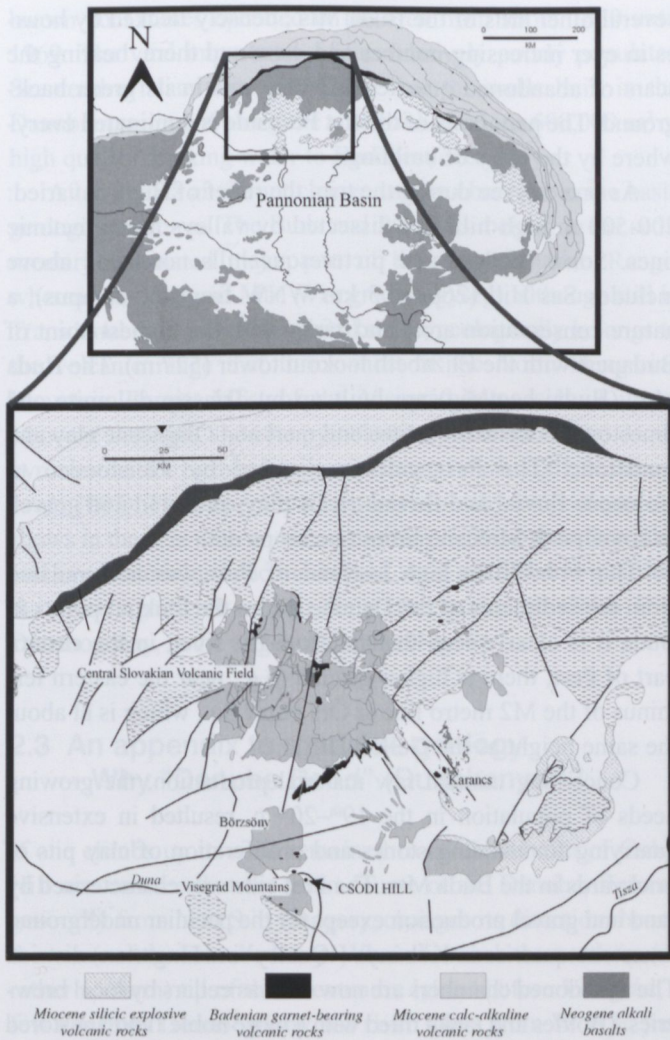 N
0 100 200
KM
Pannonian Basin
0 25 50
KM
Central Slovakian Volcanic Field
Karancs
Börzsöny
Duna
Visegrád Mountains
CSÓDI HILL
Tisza
Miocene silicic explosive
volcanic rocks
Badenian garnet-bearing
volcanic rocks
Miocene calc-alkaline
volcanic rocks
Neogene alkali
basalts